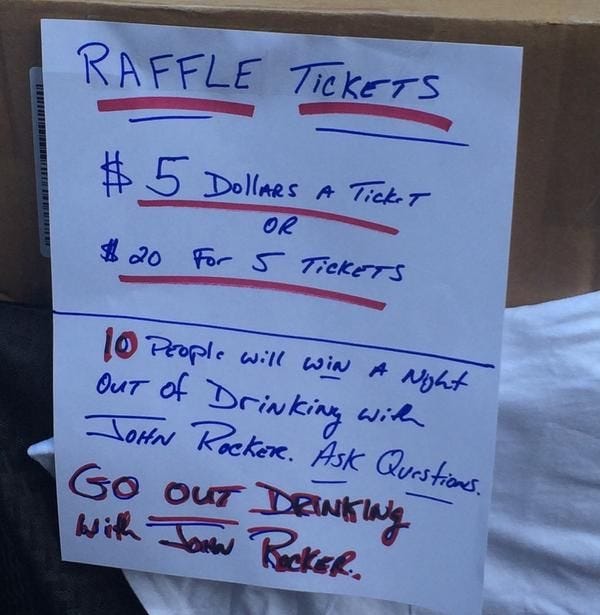 RAFFLE TICKETS
$5 DOLLARS A TICKET
OR
$20 For 5 TICKETS
10 People will WIN A Night
OUT Of DrinKing with
JOHN Rocker. Ask Questions.
GO OUT DRINKING
with JOHN ROCKER.